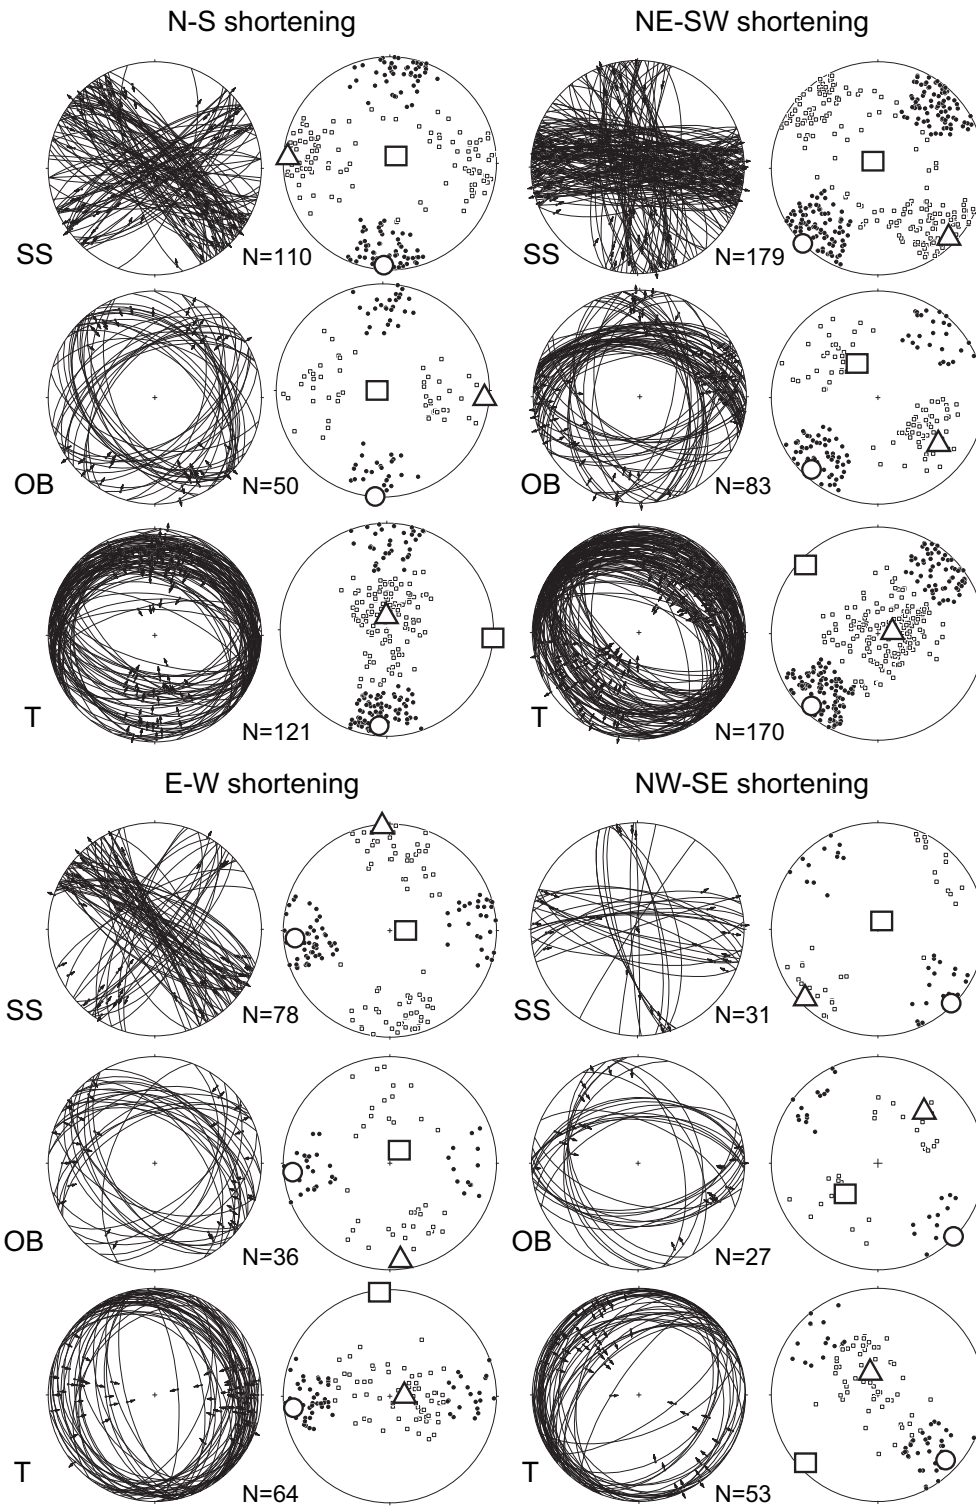 N-S shortening
NE-SW shortening
SS
N=110
SS
N=179
OB
N=50
OB
N=83
T
N=121
T
N=170
E-W shortening
NW-SE shortening
SS
N=78
SS
N=31
OB
N=36
OB
N=27
T
N=64
T
N=53